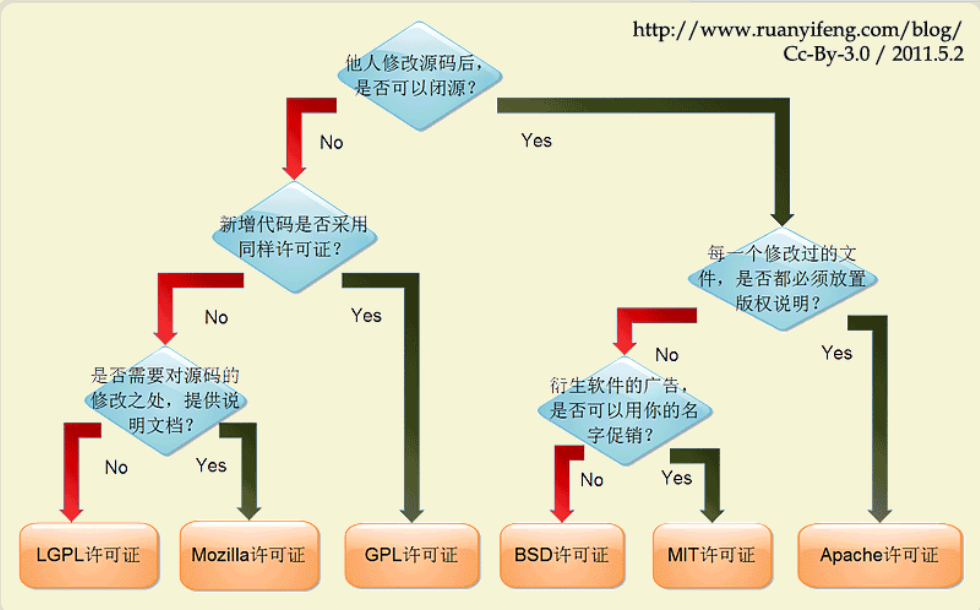 http://www.ruanyifeng.com/blog/
Cc-By-3.0 / 2011.5.2
他人修改源码后，
是否可以闭源？
No
Yes
新增代码是否采用
同样许可证？
每一个修改过的文
件，是否都必须放置
版权说明？
No
Yes
No
Yes
是否需要对源码的
修改之处，提供说
明文档？
衍生软件的广告，
是否可以用你的名
字促销？
No
Yes
No
Yes
LGPL许可证
Mozilla许可证
GPL许可证
BSD许可证
MIT许可证
Apache许可证